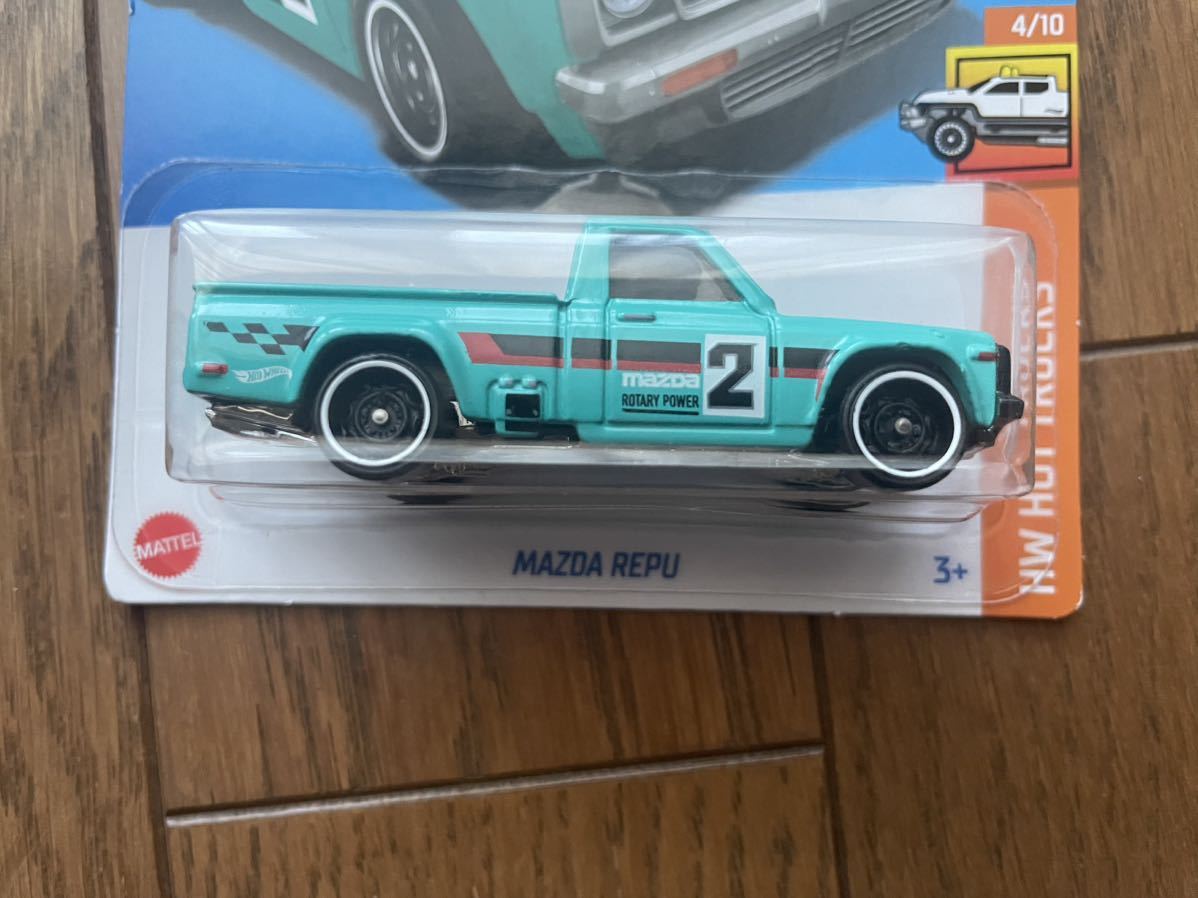 4/10
HOT WHEELS
mazda
ROTARY POWER
2
MATTEL
MAZDA REPU
3+
HW HOT TRUCKS